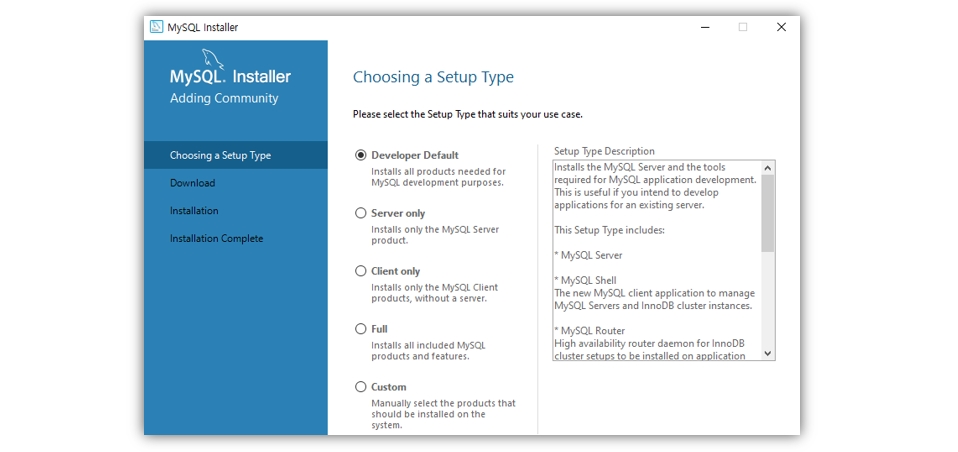 MySQL Installer
MySQL. Installer
Adding Community
Choosing a Setup Type
Download
Installation
Installation Complete
Choosing a Setup Type
Please select the Setup Type that suits your use case.
Developer Default
Installs all products needed for
MySQL development purposes.
Server only
Installs only the MySQL Server
product.
Client only
Installs only the MySQL Client
products, without a server.
Full
Installs all included MySQL
products and features.
Custom
Manually select the products that
should be installed on the
system.
Setup Type Description
Installs the MySQL Server and the tools
required for MySQL application development.
This is useful if you intend to develop
applications for an existing server.
This Setup Type includes:
* MySQL Server
* MySQL Shell
The new MySQL client application to manage
MySQL Servers and InnoDB cluster instances.
* MySQL Router
High availability router daemon for InnoDB
cluster setups to be installed on application